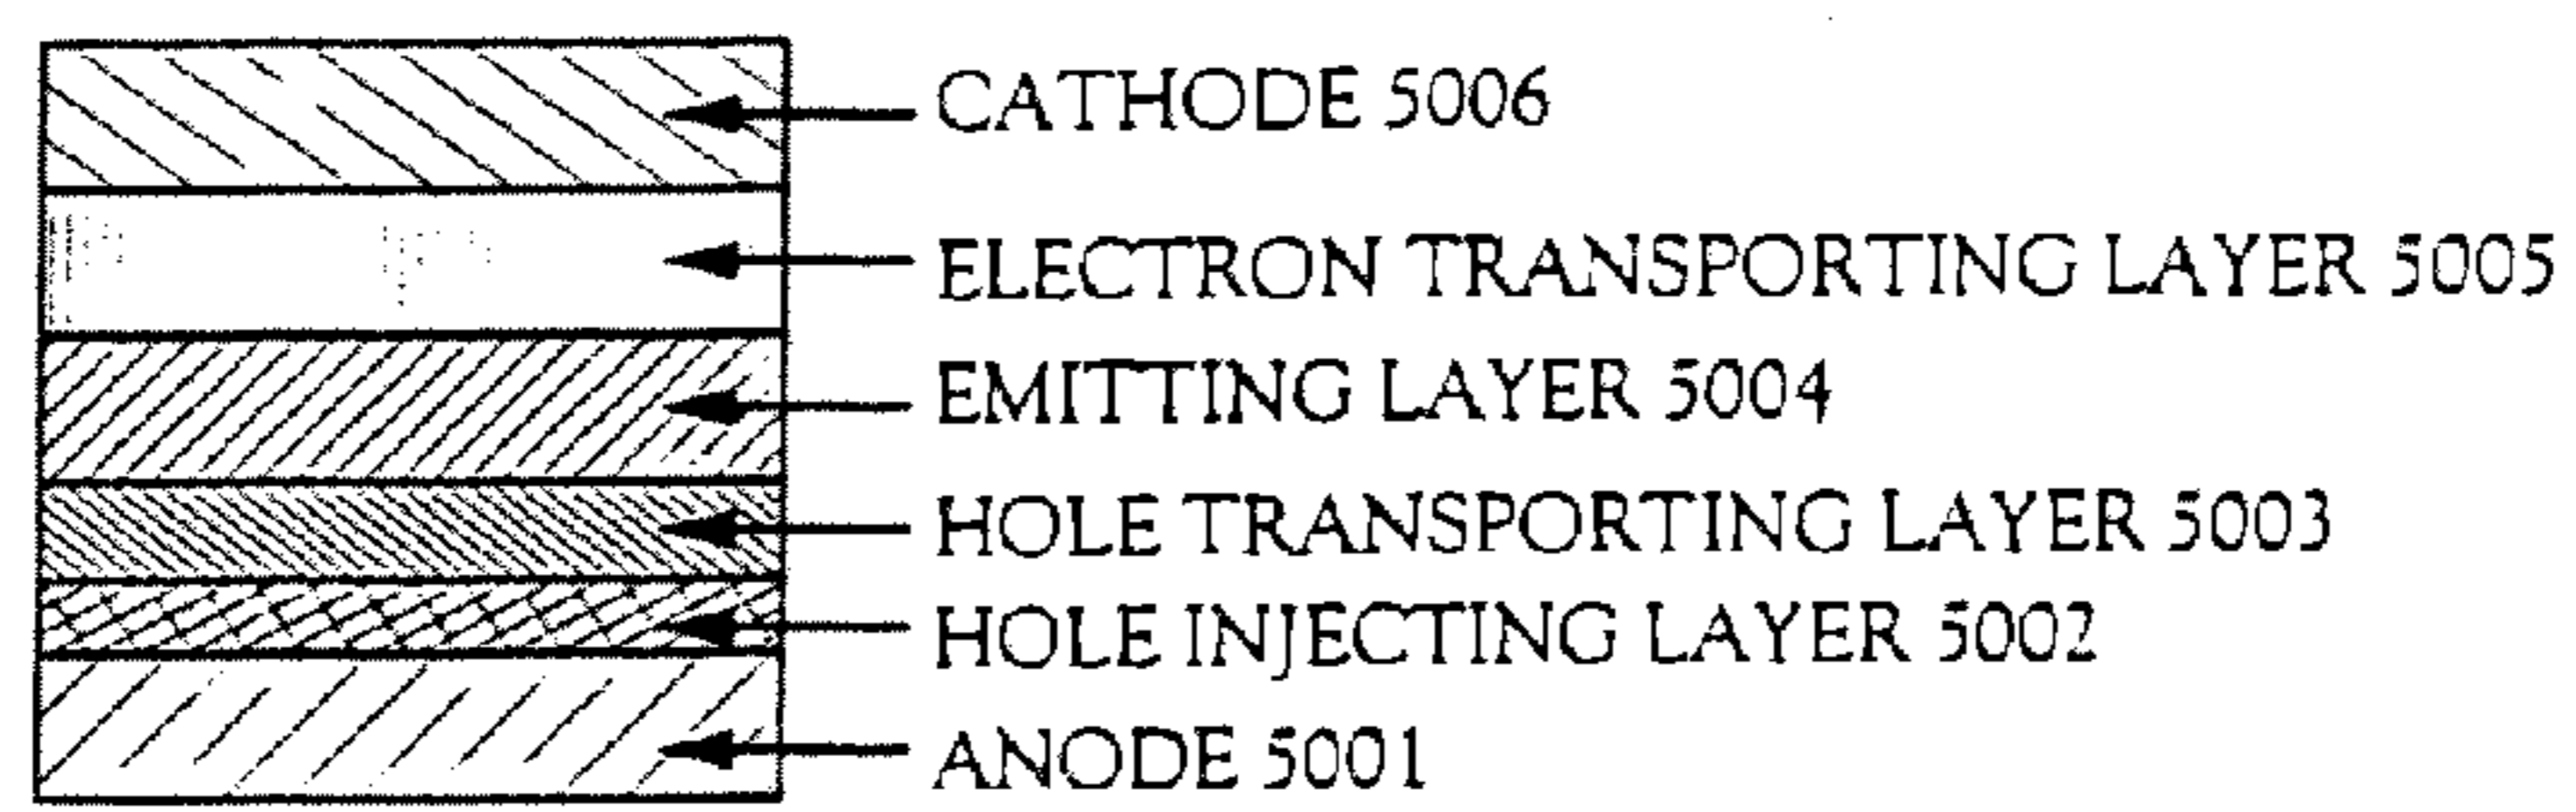 CATHODE 5006
ELECTRON TRANSPORTING LAYER 5005
EMITTING LAYER 5004
HOLE TRANSPORTING LAYER 5003
HOLE INJECTING LAYER 5002
ANODE 5001